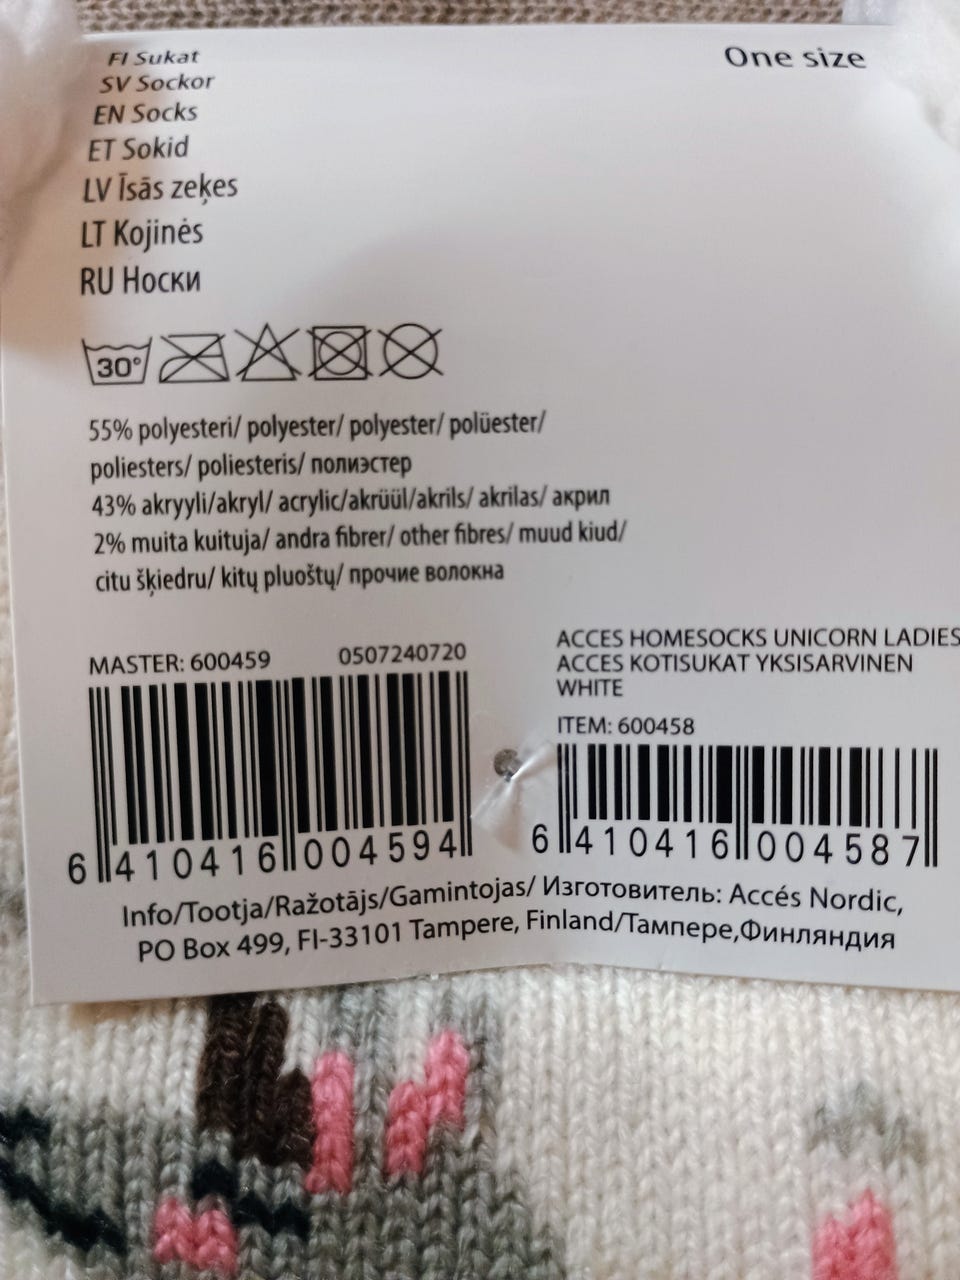 FI Sukat
SV Sockor
EN Socks
ET Sokid
LV Īsās zeķes
LT Kojinės
RU Носки
One size
30°
55% polyesteri/ polyester/ polyester/ polüester/
poliesters/ poliesteris/ полиэстер
43% akryyli/akryl/ acrylic/akrüül/akrils/ akrilas/ акрил
2% muita kuituja/ andra fibrer/ other fibres/ muud kiud/
citu šķiedru/ kitų pluoštų/ прочие волокна
MASTER: 600459 0507240720
6 410416 004594
ACCES HOMESOCKS UNICORN LADIES
ACCES KOTISUKAT YKSISARVINEN
WHITE
ITEM: 600458
6 410416 004587
Info/Tootja/Ražotājs/Gamintojas/ Изготовитель: Accés Nordic,
PO Box 499, FI-33101 Tampere, Finland/Тампере,Финляндия